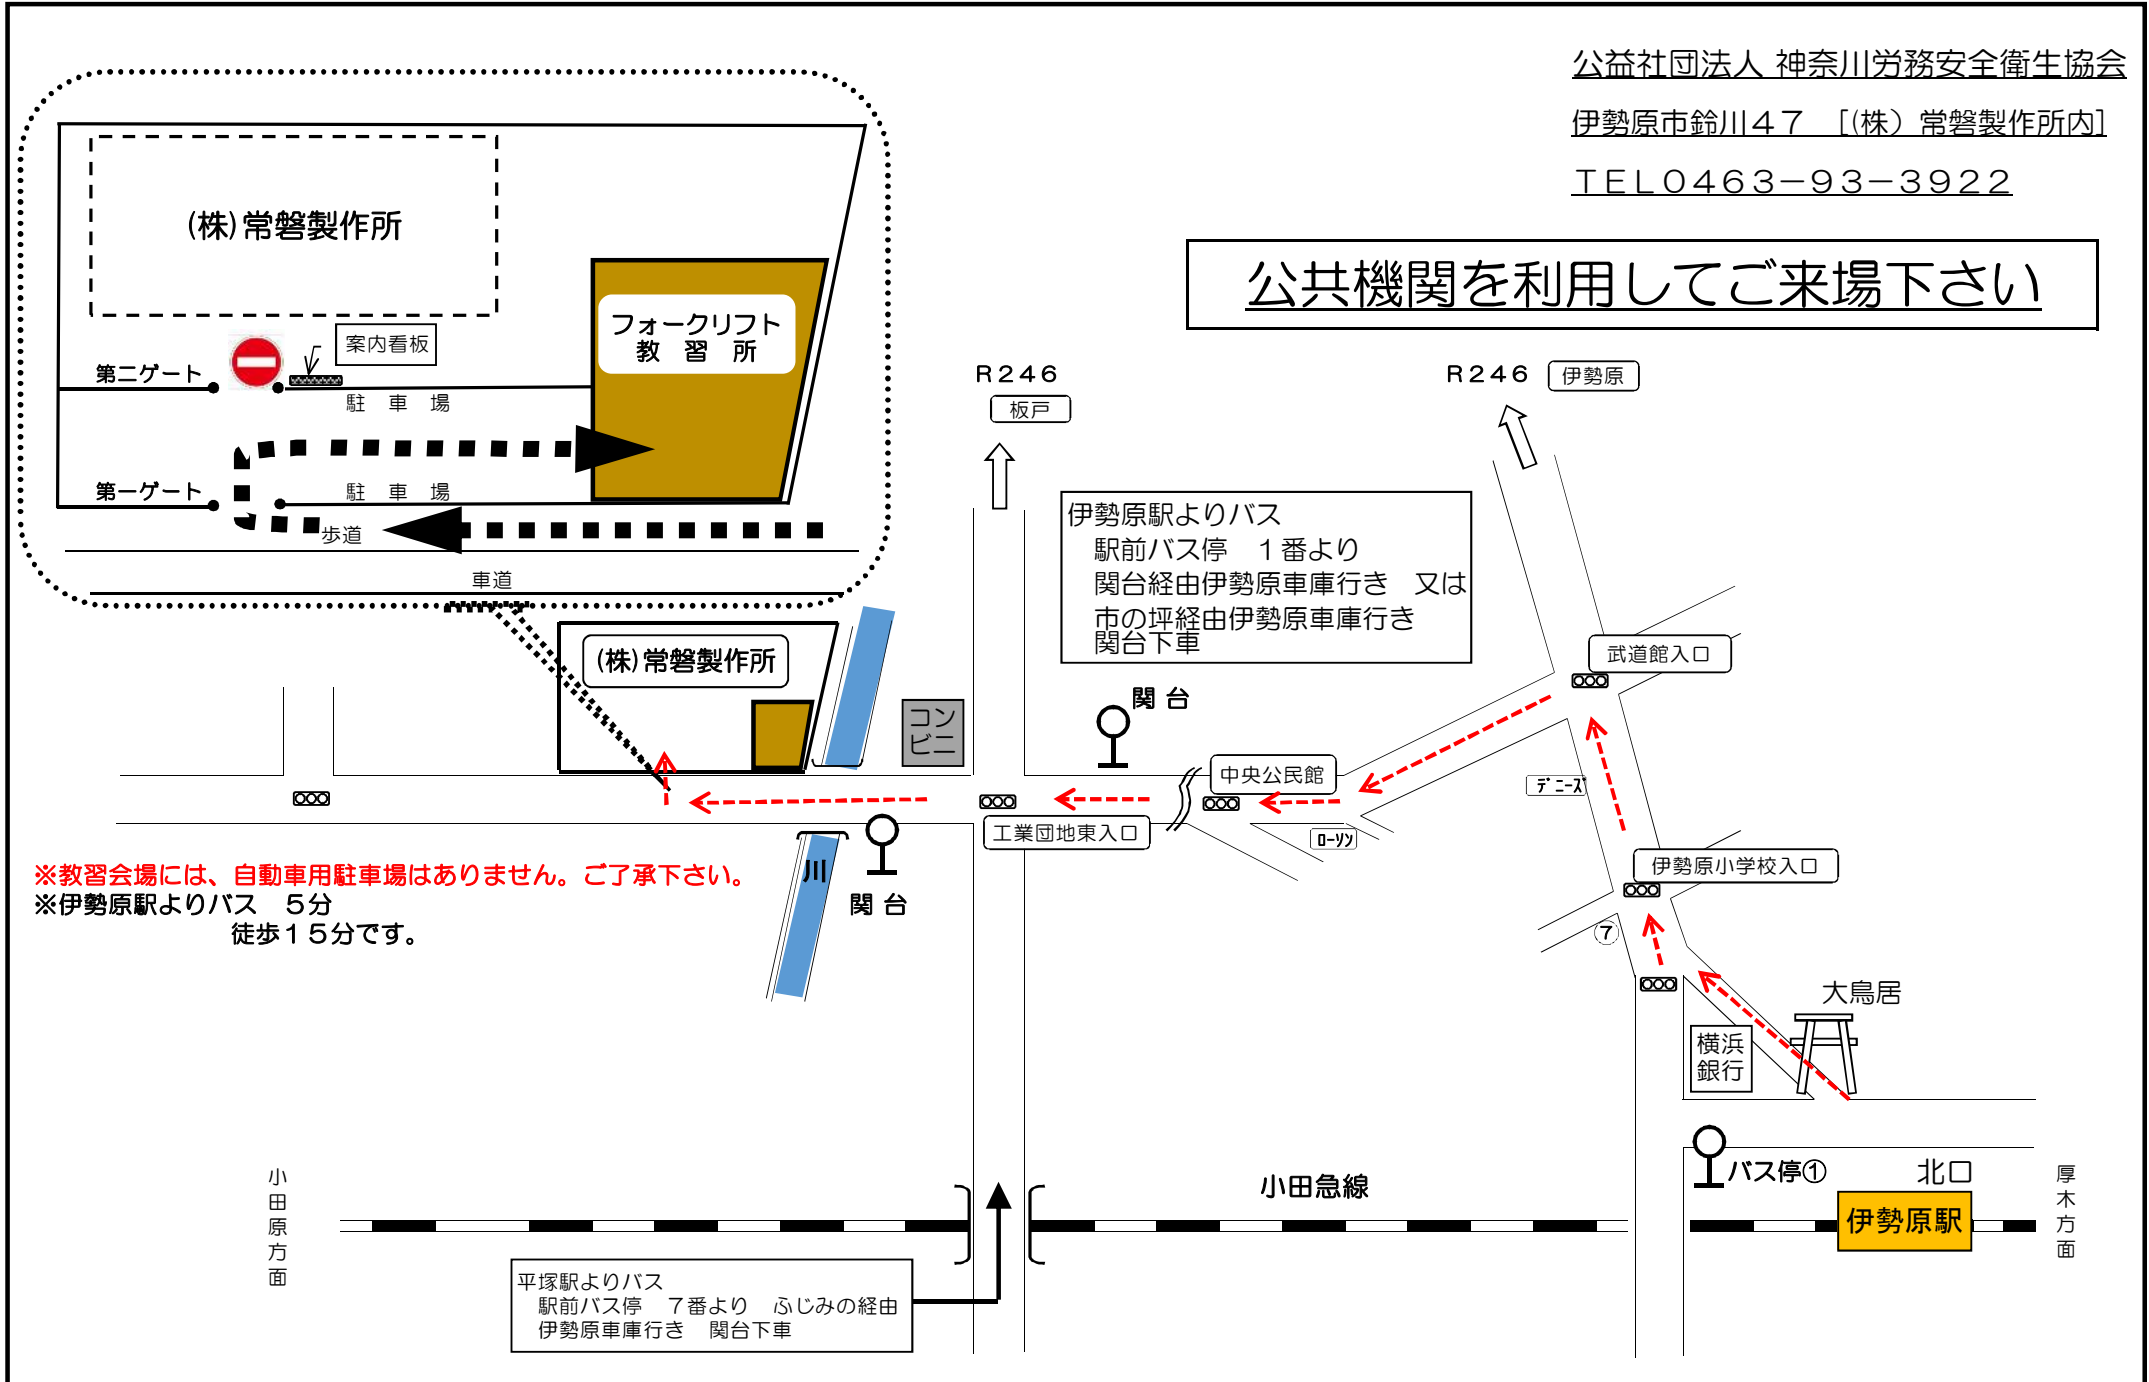 公益社団法人 神奈川労務安全衛生協会
伊勢原市鈴川47 [(株)常磐製作所内]
TEL0463-93-3922
公共機関を利用してご来場下さい
(株)常磐製作所
フォークリフト
教 習 所
案内看板
第二ゲート
駐 車 場
第一ゲート
駐 車 場
歩道
車道
R246
板戸
R246
伊勢原
伊勢原駅よりバス
駅前バス停 1番より
関台経由伊勢原車庫行き 又は
市の坪経由伊勢原車庫行き
関台下車
(株)常磐製作所
コン
ビニ
関台
武道館入口
中央公民館
デニーズ
工業団地東入口
ローソン
伊勢原小学校入口
⑦
川
関台
※教習会場には、自動車用駐車場はありません。ご了承下さい。
※伊勢原駅よりバス 5分
徒歩15分です。
大鳥居
横浜
銀行
バス停①
北口
伊勢原駅
小田急線
小田原方面
厚木方面
平塚駅よりバス
駅前バス停 7番より ふじみの経由
伊勢原車庫行き 関台下車